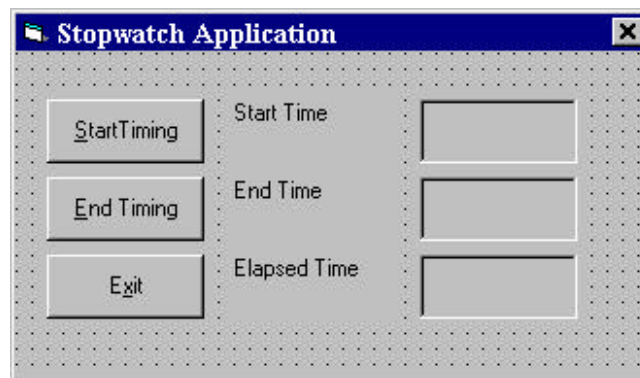 Stopwatch Application
StartTiming
Start Time
End Timing
End Time
Exit
Elapsed Time